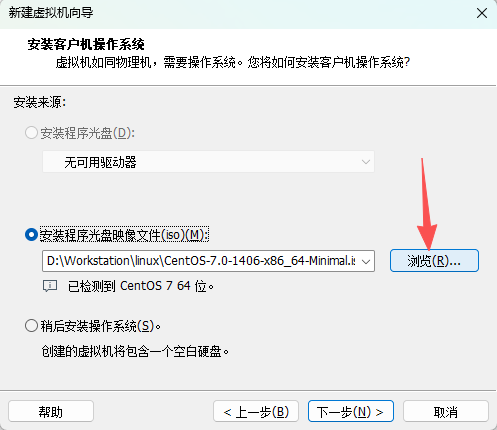 新建虚拟机向导
安装客户机操作系统
虚拟机如同物理机，需要操作系统。您将如何安装客户机操作系统?
安装来源:
安装程序光盘(D):
无可用驱动器
安装程序光盘映像文件(iso)(M):
D:\Workstation\linux\CentOS-7.0-1406-x86_64-Minimal.is
浏览(R)...
已检测到 CentOS 7 64 位。
稍后安装操作系统(S)。
创建的虚拟机将包含一个空白硬盘。
帮助
< 上一步(B)
下一步(N) >
取消